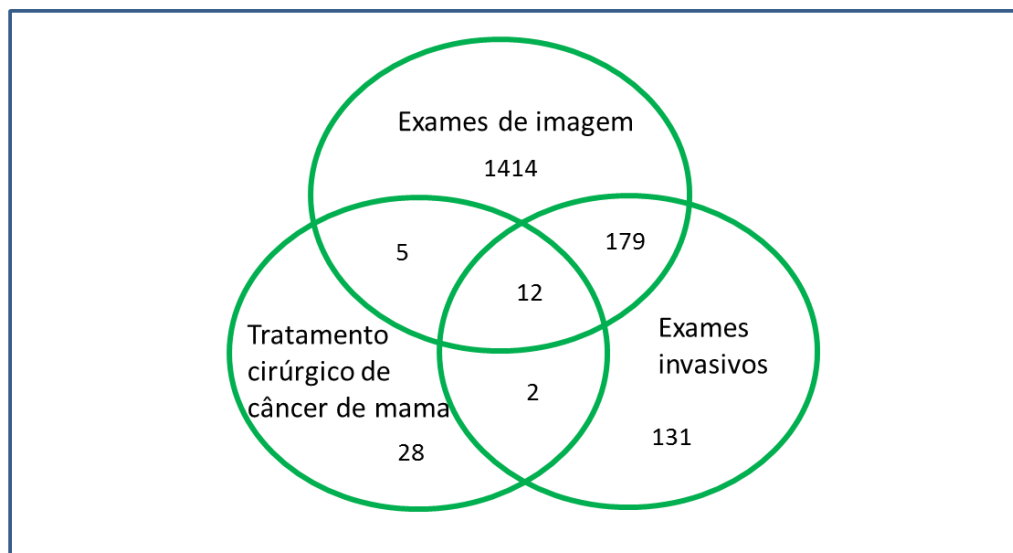 Exames de imagem
1414
5
179
12
Tratamento
cirúrgico de
câncer de mama
28
2
Exames
invasivos
131